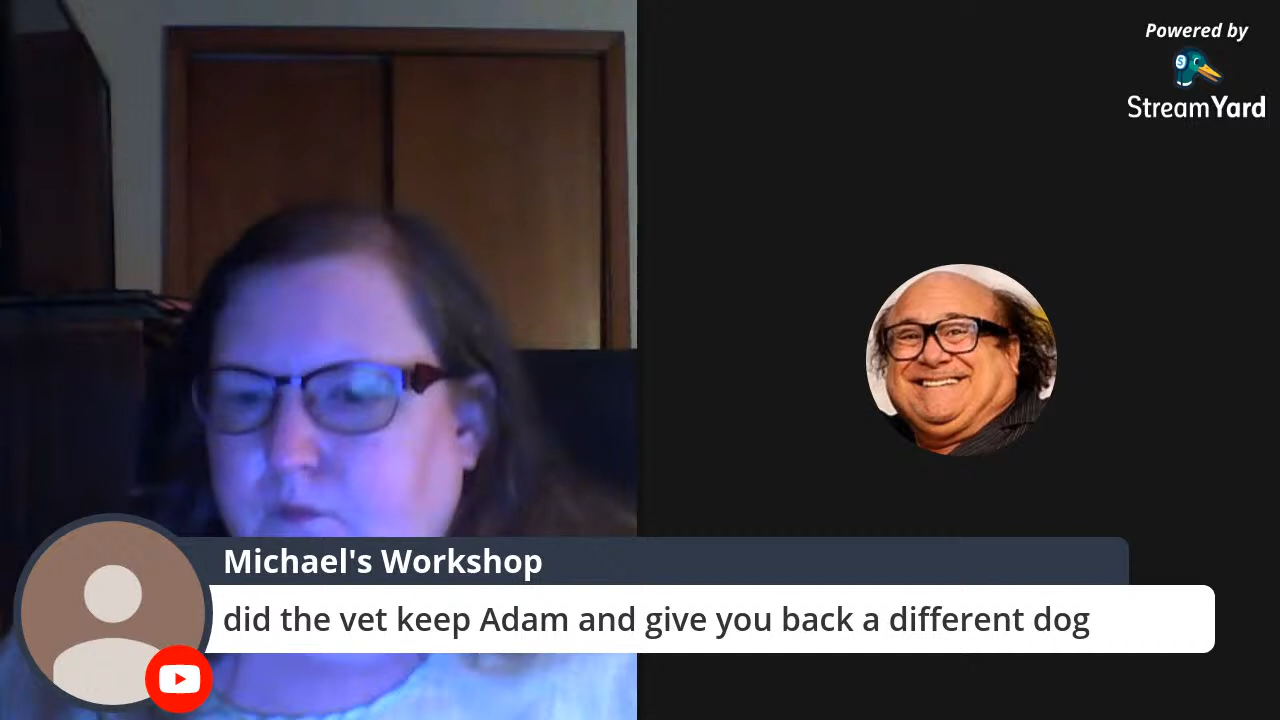 Powered by
StreamYard
Michael's Workshop
did the vet keep Adam and give you back a different dog